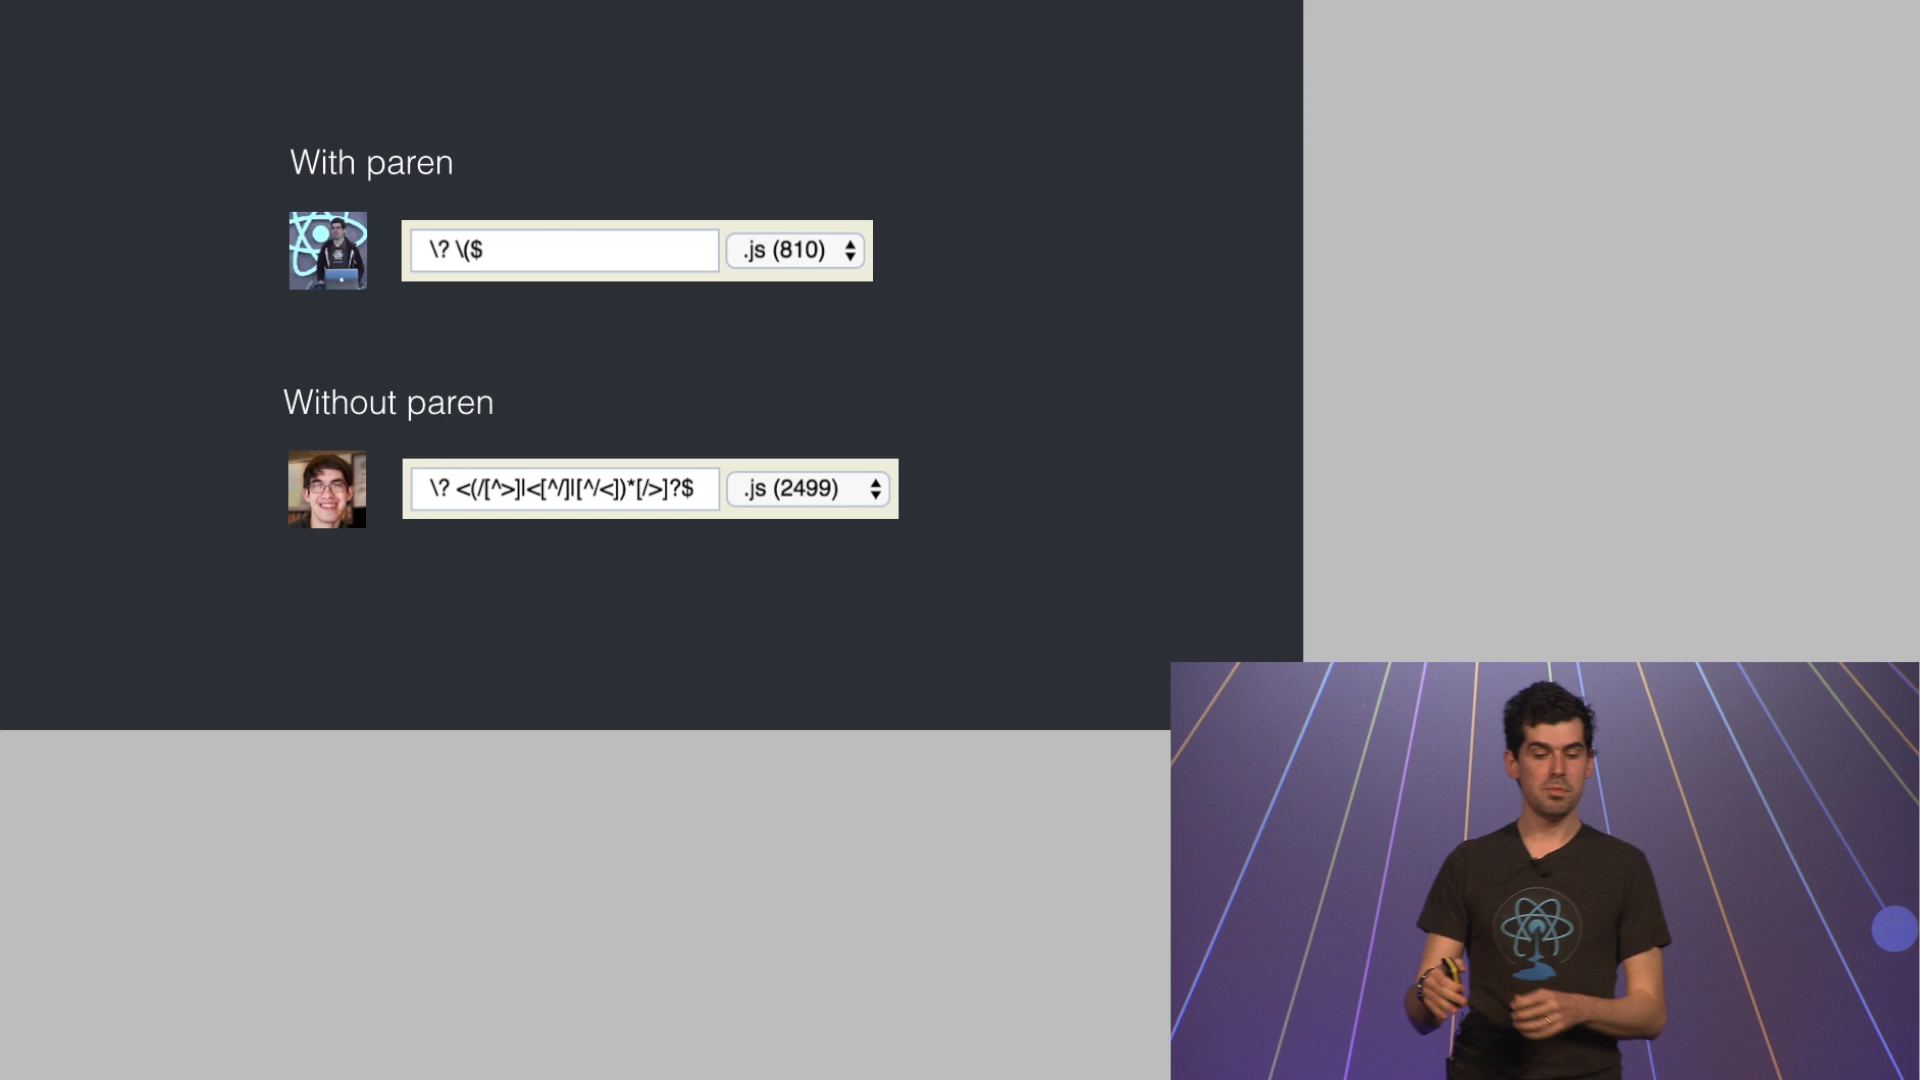 With paren
\? \($
.js (810)
Without paren
\? <(/[^>]|<[^/]|[^/<])*[/>]?$
.js (2499)